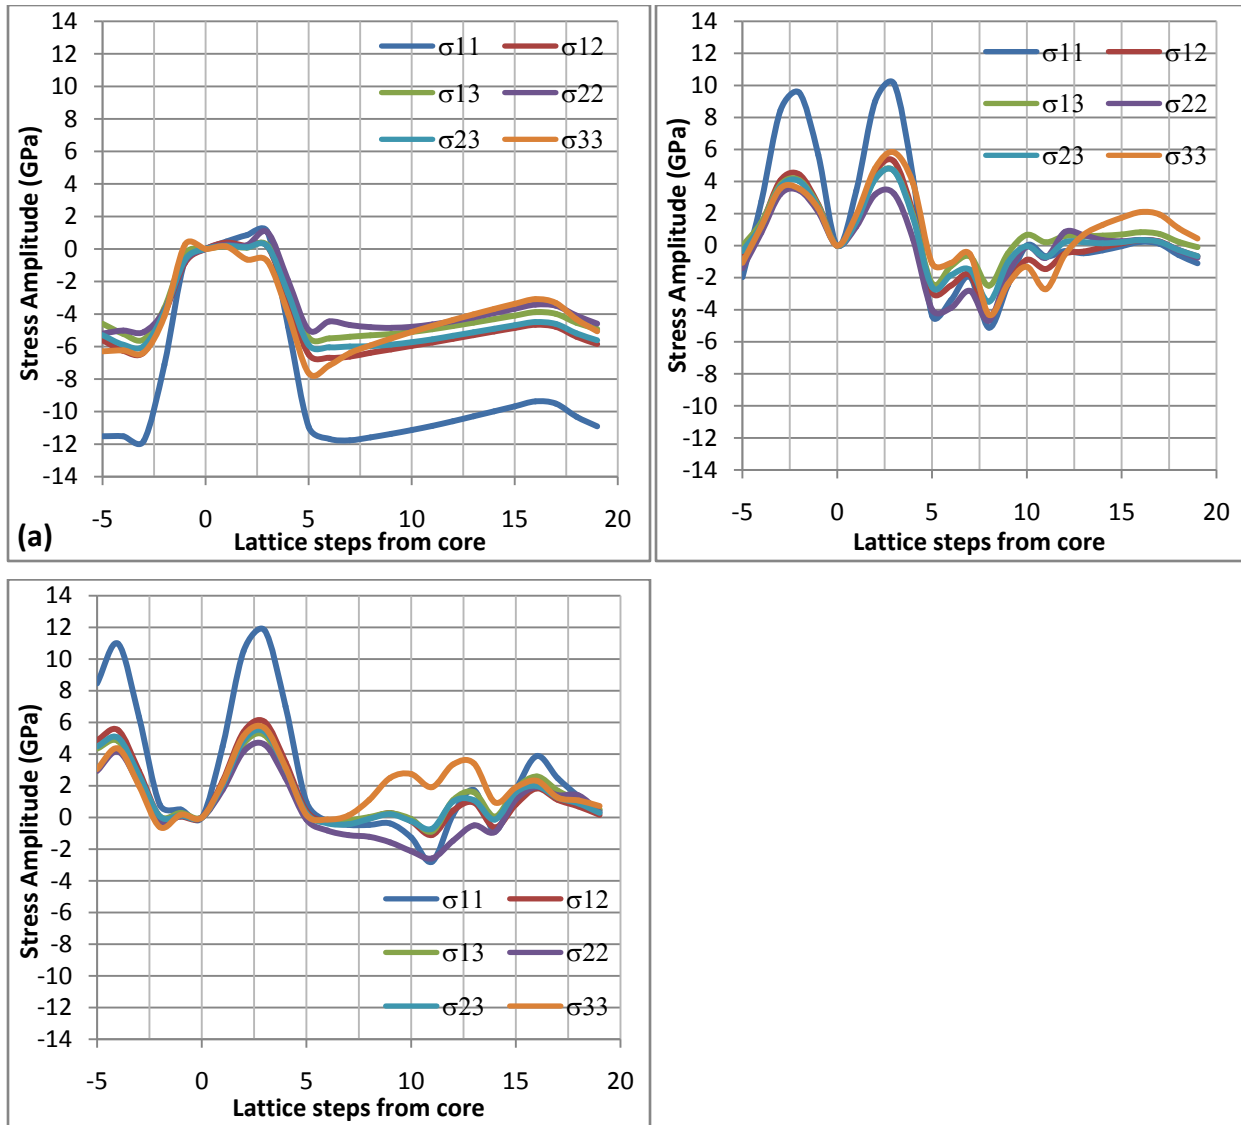 14
12
10
8
6
4
2
0
-2
-4
-6
-8
-10
-12
-14
Stress Amplitude (GPa)
σ11 σ12
σ13 σ22
σ23 σ33
-5 0 5 10 15 20
Lattice steps from core
(a)
14
12
10
8
6
4
2
0
-2
-4
-6
-8
-10
-12
-14
Stress Amplitude (GPa)
σ11 σ12
σ13 σ22
σ23 σ33
-5 0 5 10 15 20
Lattice steps from core
14
12
10
8
6
4
2
0
-2
-4
-6
-8
-10
-12
-14
Stress Amplitude (GPa)
σ11 σ12
σ13 σ22
σ23 σ33
-5 0 5 10 15 20
Lattice steps from core